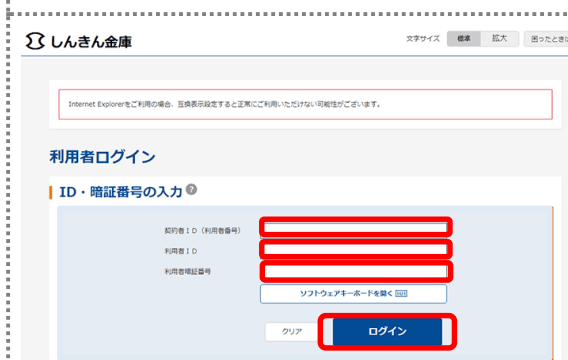 しんきん金庫
文字サイズ 標準 拡大 困ったときは
Internet Explorerをご利用の場合、互換表示設定すると正常にご利用いただけない可能性がございます。
利用者ログイン
ID・暗証番号の入力 ?
契約者ID（利用者番号）
利用者ID
利用者暗証番号
ソフトウェアキーボードを開く
クリア ログイン